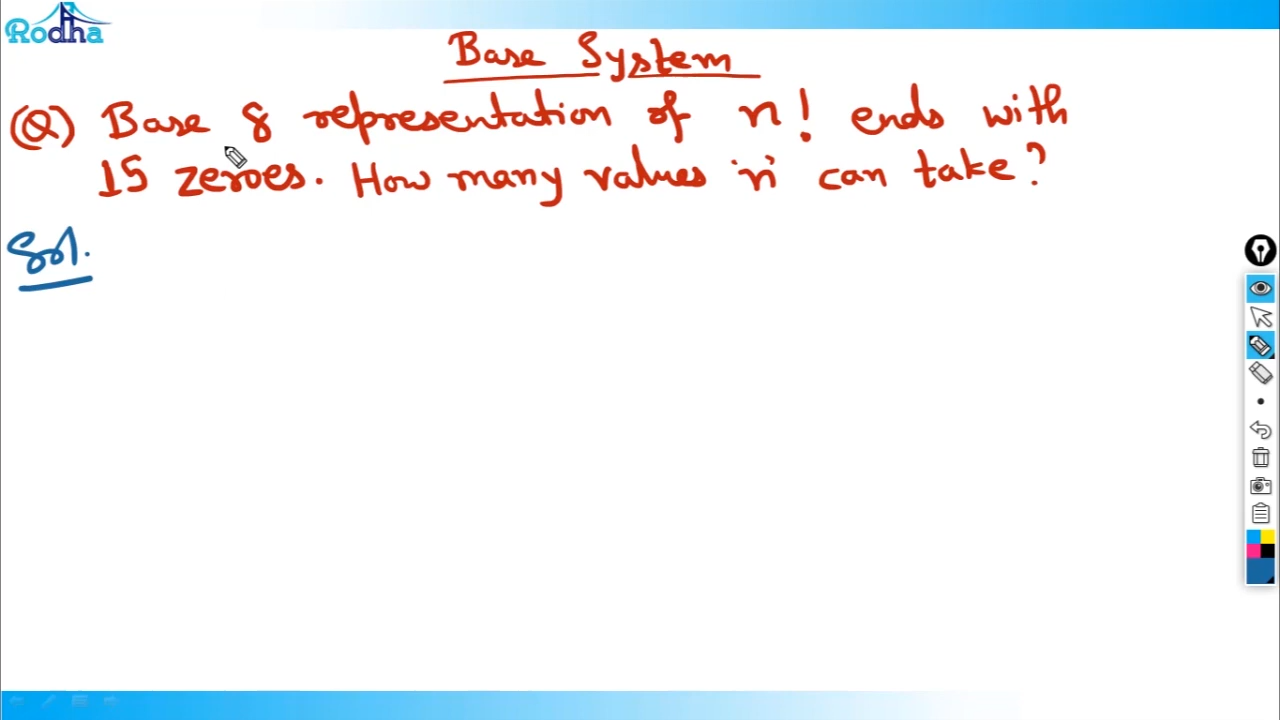 Rodha
Base System
(Q) Base 8 representation of n! ends with
15 zeroes. How many values 'n' can take?
Sol.